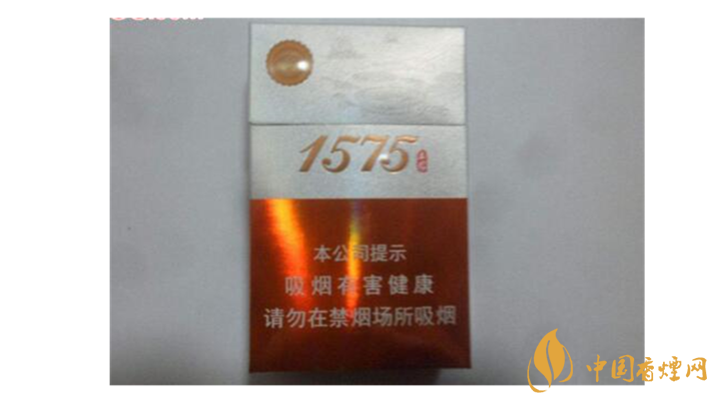 1575
本公司提示
吸烟有害健康
请勿在禁烟场所吸烟
中国香烟网